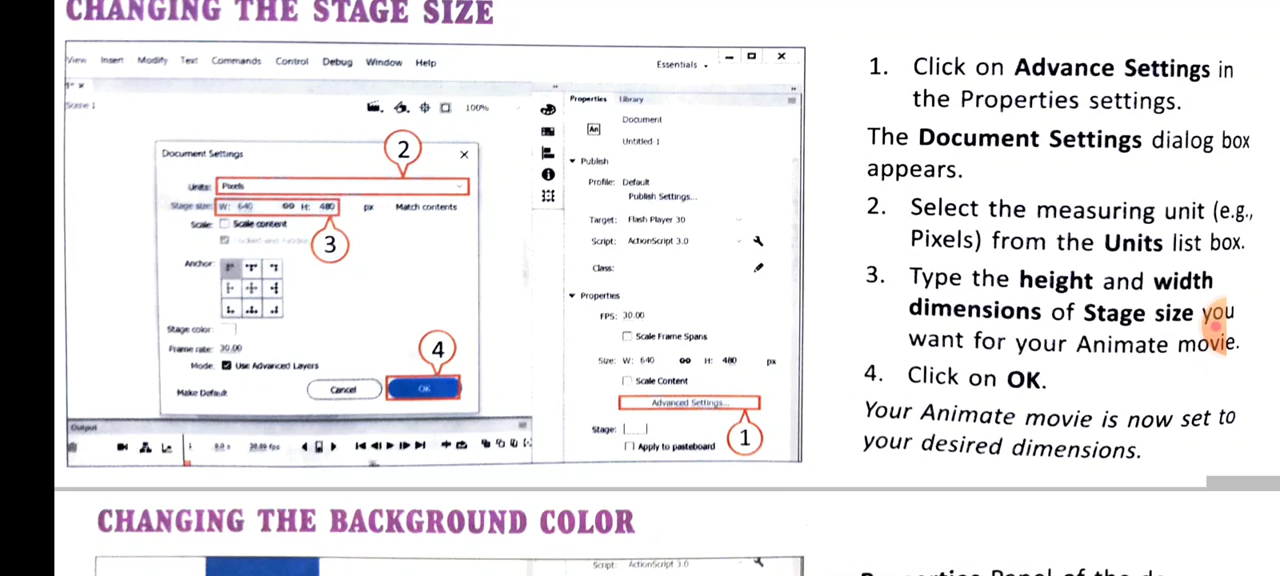 CHANGING THE STAGE SIZE
View Insert Modify Text Commands Control Debug Window Help
Essentials
Scene 1
100%
Properties Library
Document
Untitled-1
Publish
Profile: Default
Publish Settings...
Target: Flash Player 30
Script: ActionScript 3.0
Class:
Properties
FPS: 30.00
Scale Frame Spans
Size: W: 640 H: 480 px
Scale Content
Advanced Settings...
1
Stage:
Apply to pasteboard
Document Settings
2
Units: Pixels
Stage size: W: 640 H: 480 px Match contents
3
Scale: Scale content
Anchor:
Stage color:
Frame rate: 30.00
4
Mode: Use Advanced Layers
Make Default Cancel OK
Output
1. Click on Advance Settings in
the Properties settings.
The Document Settings dialog box
appears.
2. Select the measuring unit (e.g.,
Pixels) from the Units list box.
3. Type the height and width
dimensions of Stage size you
want for your Animate movie.
4. Click on OK.
Your Animate movie is now set to
your desired dimensions.
CHANGING THE BACKGROUND COLOR
Script: ActionScript 3.0